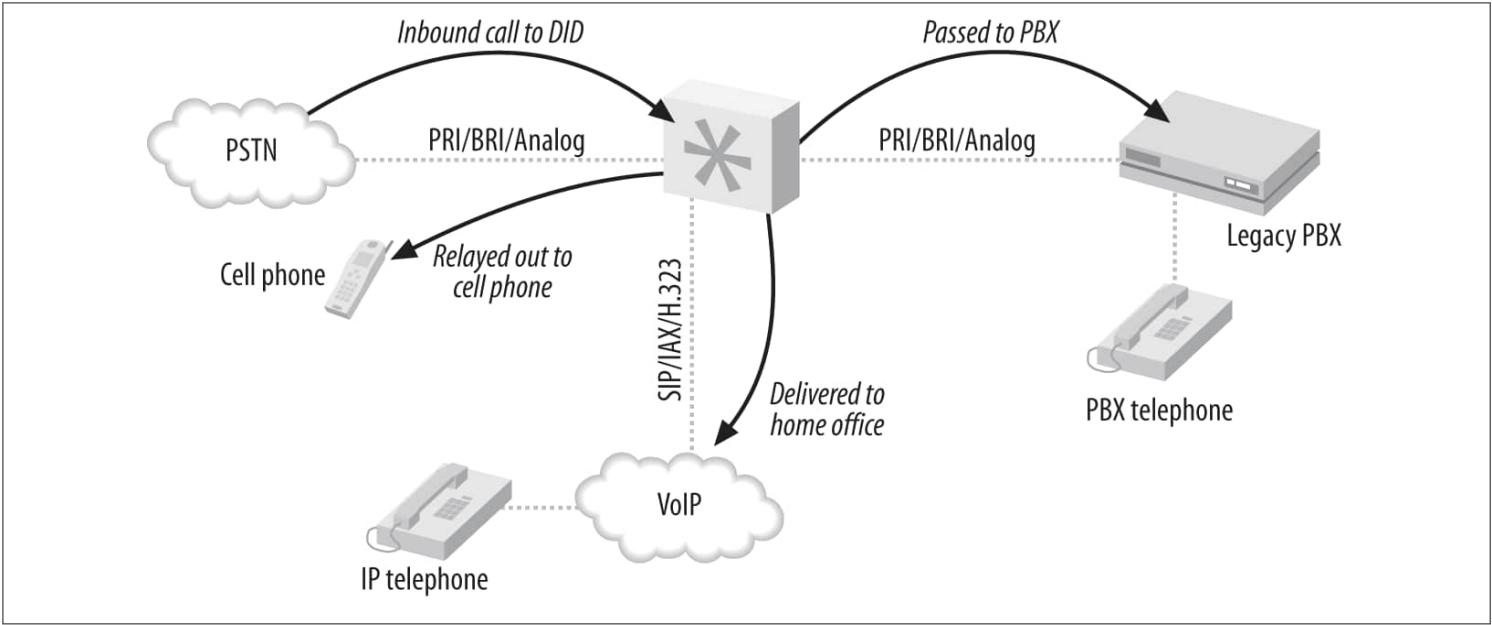 Inbound call to DID
Passed to PBX
PSTN
PRI/BRI/Analog
PRI/BRI/Analog
Legacy PBX
Cell phone
Relayed out to
cell phone
SIP/IAX/H.323
Delivered to
home office
PBX telephone
VoIP
IP telephone